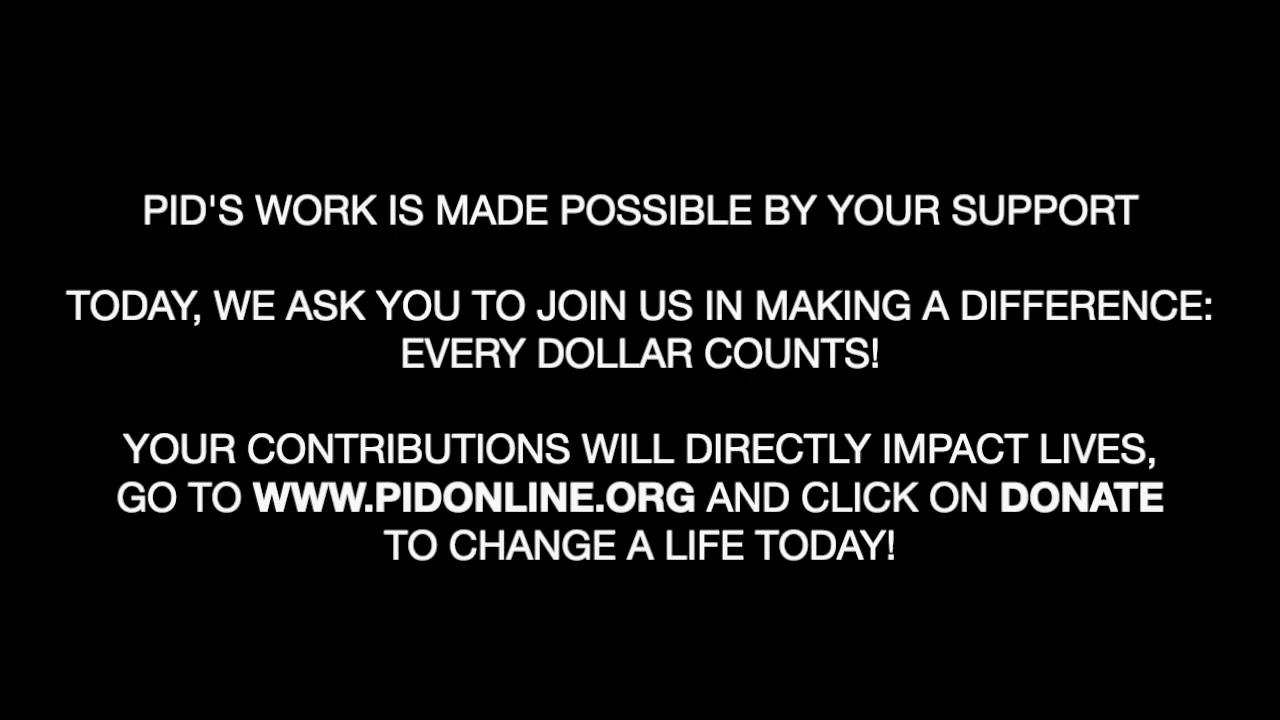 PID'S WORK IS MADE POSSIBLE BY YOUR SUPPORT
TODAY, WE ASK YOU TO JOIN US IN MAKING A DIFFERENCE:
EVERY DOLLAR COUNTS!
YOUR CONTRIBUTIONS WILL DIRECTLY IMPACT LIVES,
GO TO WWW.PIDONLINE.ORG AND CLICK ON DONATE
TO CHANGE A LIFE TODAY!